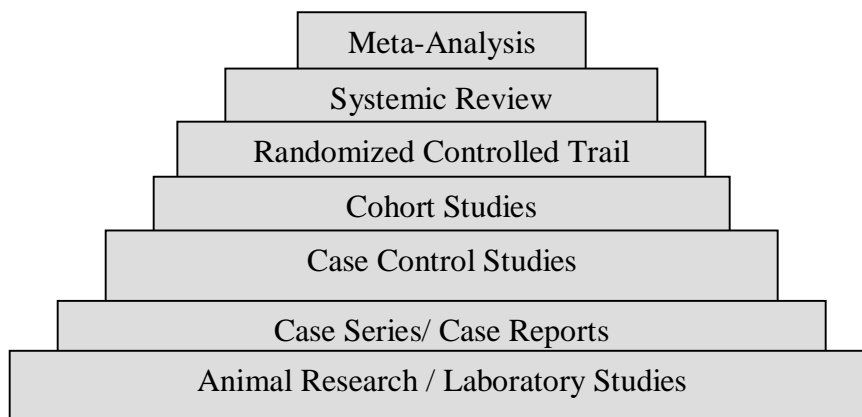 Meta-Analysis
Systemic Review
Randomized Controlled Trail
Cohort Studies
Case Control Studies
Case Series/ Case Reports
Animal Research / Laboratory Studies